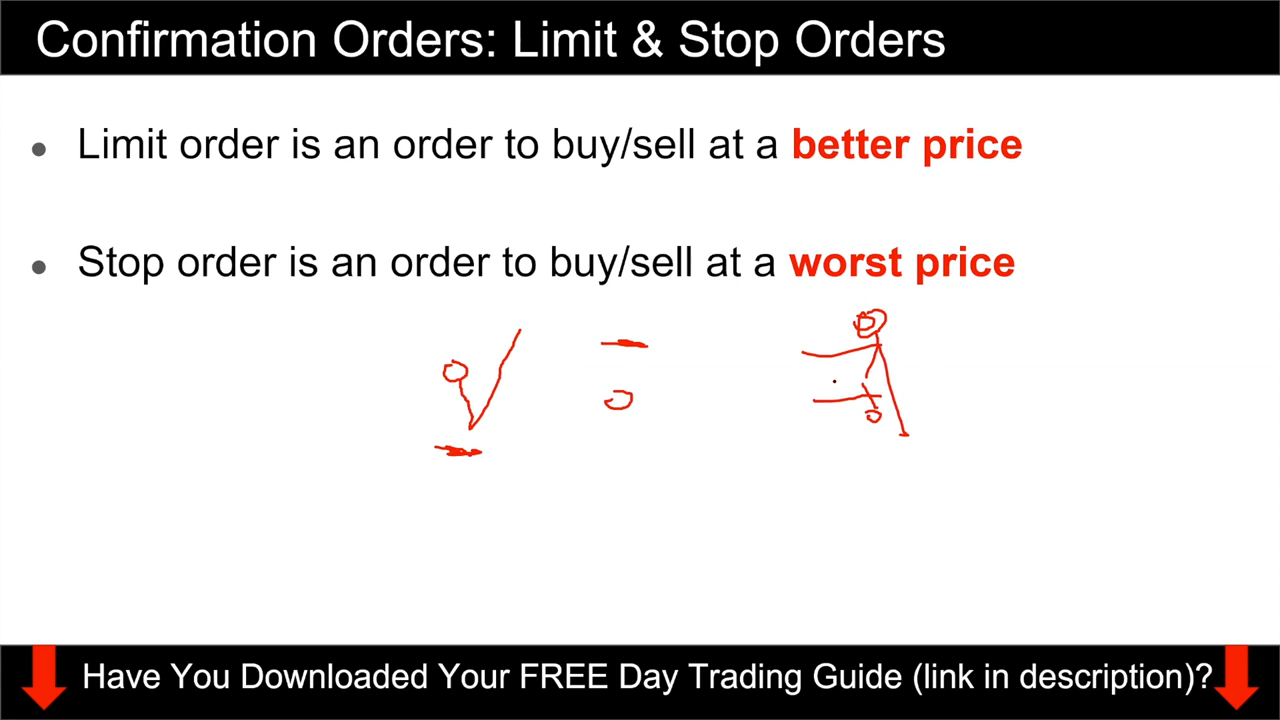 Confirmation Orders: Limit & Stop Orders
• Limit order is an order to buy/sell at a better price
• Stop order is an order to buy/sell at a worst price
Have You Downloaded Your FREE Day Trading Guide (link in description)?